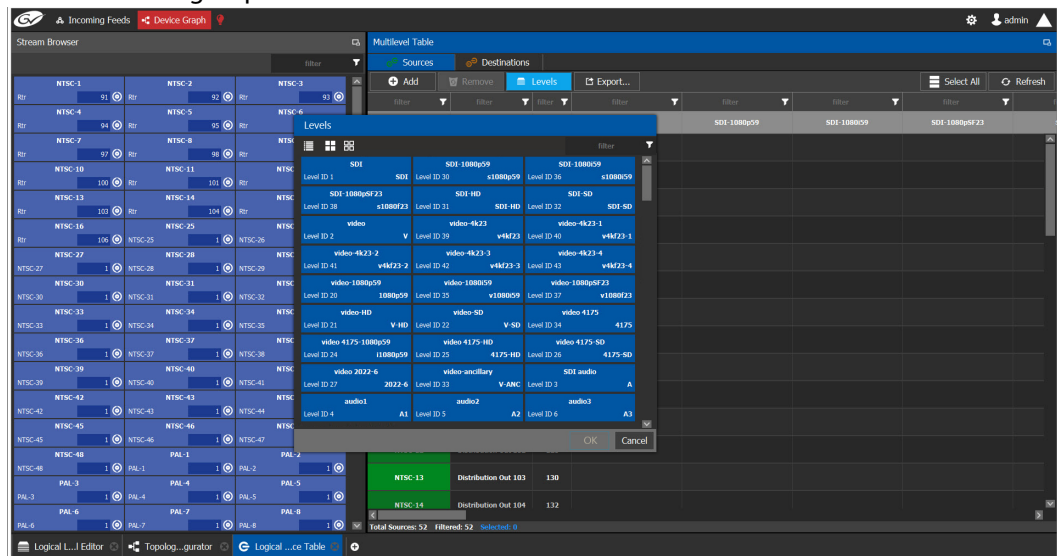 GV Incoming Feeds Device Graph admin
Stream Browser
filter
NTSC-1 NTSC-2 NTSC-3
Rtr 91 Rtr 92 Rtr 93
NTSC-4 NTSC-5 NTSC-6
Rtr 94 Rtr 95 Rtr
NTSC-7 NTSC-8 NTSC
Rtr 97 Rtr 98 Rtr
NTSC-10 NTSC-11 NTSC
Rtr 100 Rtr 101 Rtr
NTSC-13 NTSC-14 NTSC
Rtr 103 Rtr 104 Rtr
NTSC-16 NTSC-25 NTSC
Rtr 106 NTSC-25 1 NTSC-26
NTSC-27 NTSC-28 NTSC
NTSC-27 1 NTSC-28 1 NTSC-29
NTSC-30 NTSC-31 NTSC
NTSC-30 1 NTSC-31 1 NTSC-32
NTSC-33 NTSC-34 NTSC
NTSC-33 1 NTSC-34 1 NTSC-35
NTSC-36 NTSC-37 NTSC
NTSC-36 1 NTSC-37 1 NTSC-38
NTSC-39 NTSC-40 NTSC
NTSC-39 1 NTSC-40 1 NTSC-41
NTSC-42 NTSC-43 NTSC
NTSC-42 1 NTSC-43 1 NTSC-44
NTSC-45 NTSC-46 NTSC
NTSC-45 1 NTSC-46 1 NTSC-47
NTSC-48 PAL-1 PAL-2
NTSC-48 1 PAL-1 1 PAL-2 1
PAL-3 PAL-4 PAL-5
PAL-3 1 PAL-4 1 PAL-5 1
PAL-6 PAL-7 PAL-8
PAL-6 1 PAL-7 1 PAL-8 1
Multilevel Table
Sources Destinations
Add Remove Levels Export... Select All Refresh
filter filter filter filter filter filter filter
SDI-1080p59 SDI-1080i59 SDI-1080pSF23
Levels
filter
SDI SDI-1080p59 SDI-1080i59
Level ID 1 SDI Level ID 30 s1080p59 Level ID 36 s1080i59
SDI-1080pSF23 SDI-HD SDI-SD
Level ID 38 s1080f23 Level ID 31 SDI-HD Level ID 32 SDI-SD
video video-4k23 video-4k23-1
Level ID 2 V Level ID 39 v4kf23 Level ID 40 v4kf23-1
video-4k23-2 video-4k23-3 video-4k23-4
Level ID 41 v4kf23-2 Level ID 42 v4kf23-3 Level ID 43 v4kf23-4
video-1080p59 video-1080i59 video-1080pSF23
Level ID 20 1080p59 Level ID 35 v1080i59 Level ID 37 v1080f23
video-HD video-SD video 4175
Level ID 21 V-HD Level ID 22 V-SD Level ID 34 4175
video 4175-1080p59 video 4175-HD video 4175-SD
Level ID 24 I1080p59 Level ID 25 4175-HD Level ID 26 4175-SD
video 2022-6 video-ancillary SDI audio
Level ID 27 2022-6 Level ID 33 V-ANC Level ID 3 A
audio1 audio2 audio3
Level ID 4 A1 Level ID 5 A2 Level ID 6 A3
OK Cancel
NTSC-13 Distribution Out 103 130
NTSC-14 Distribution Out 104 132
Total Sources: 52 Filtered: 52 Selected: 0
Logical L...l Editor Topolog...gurator Logical ...ce Table